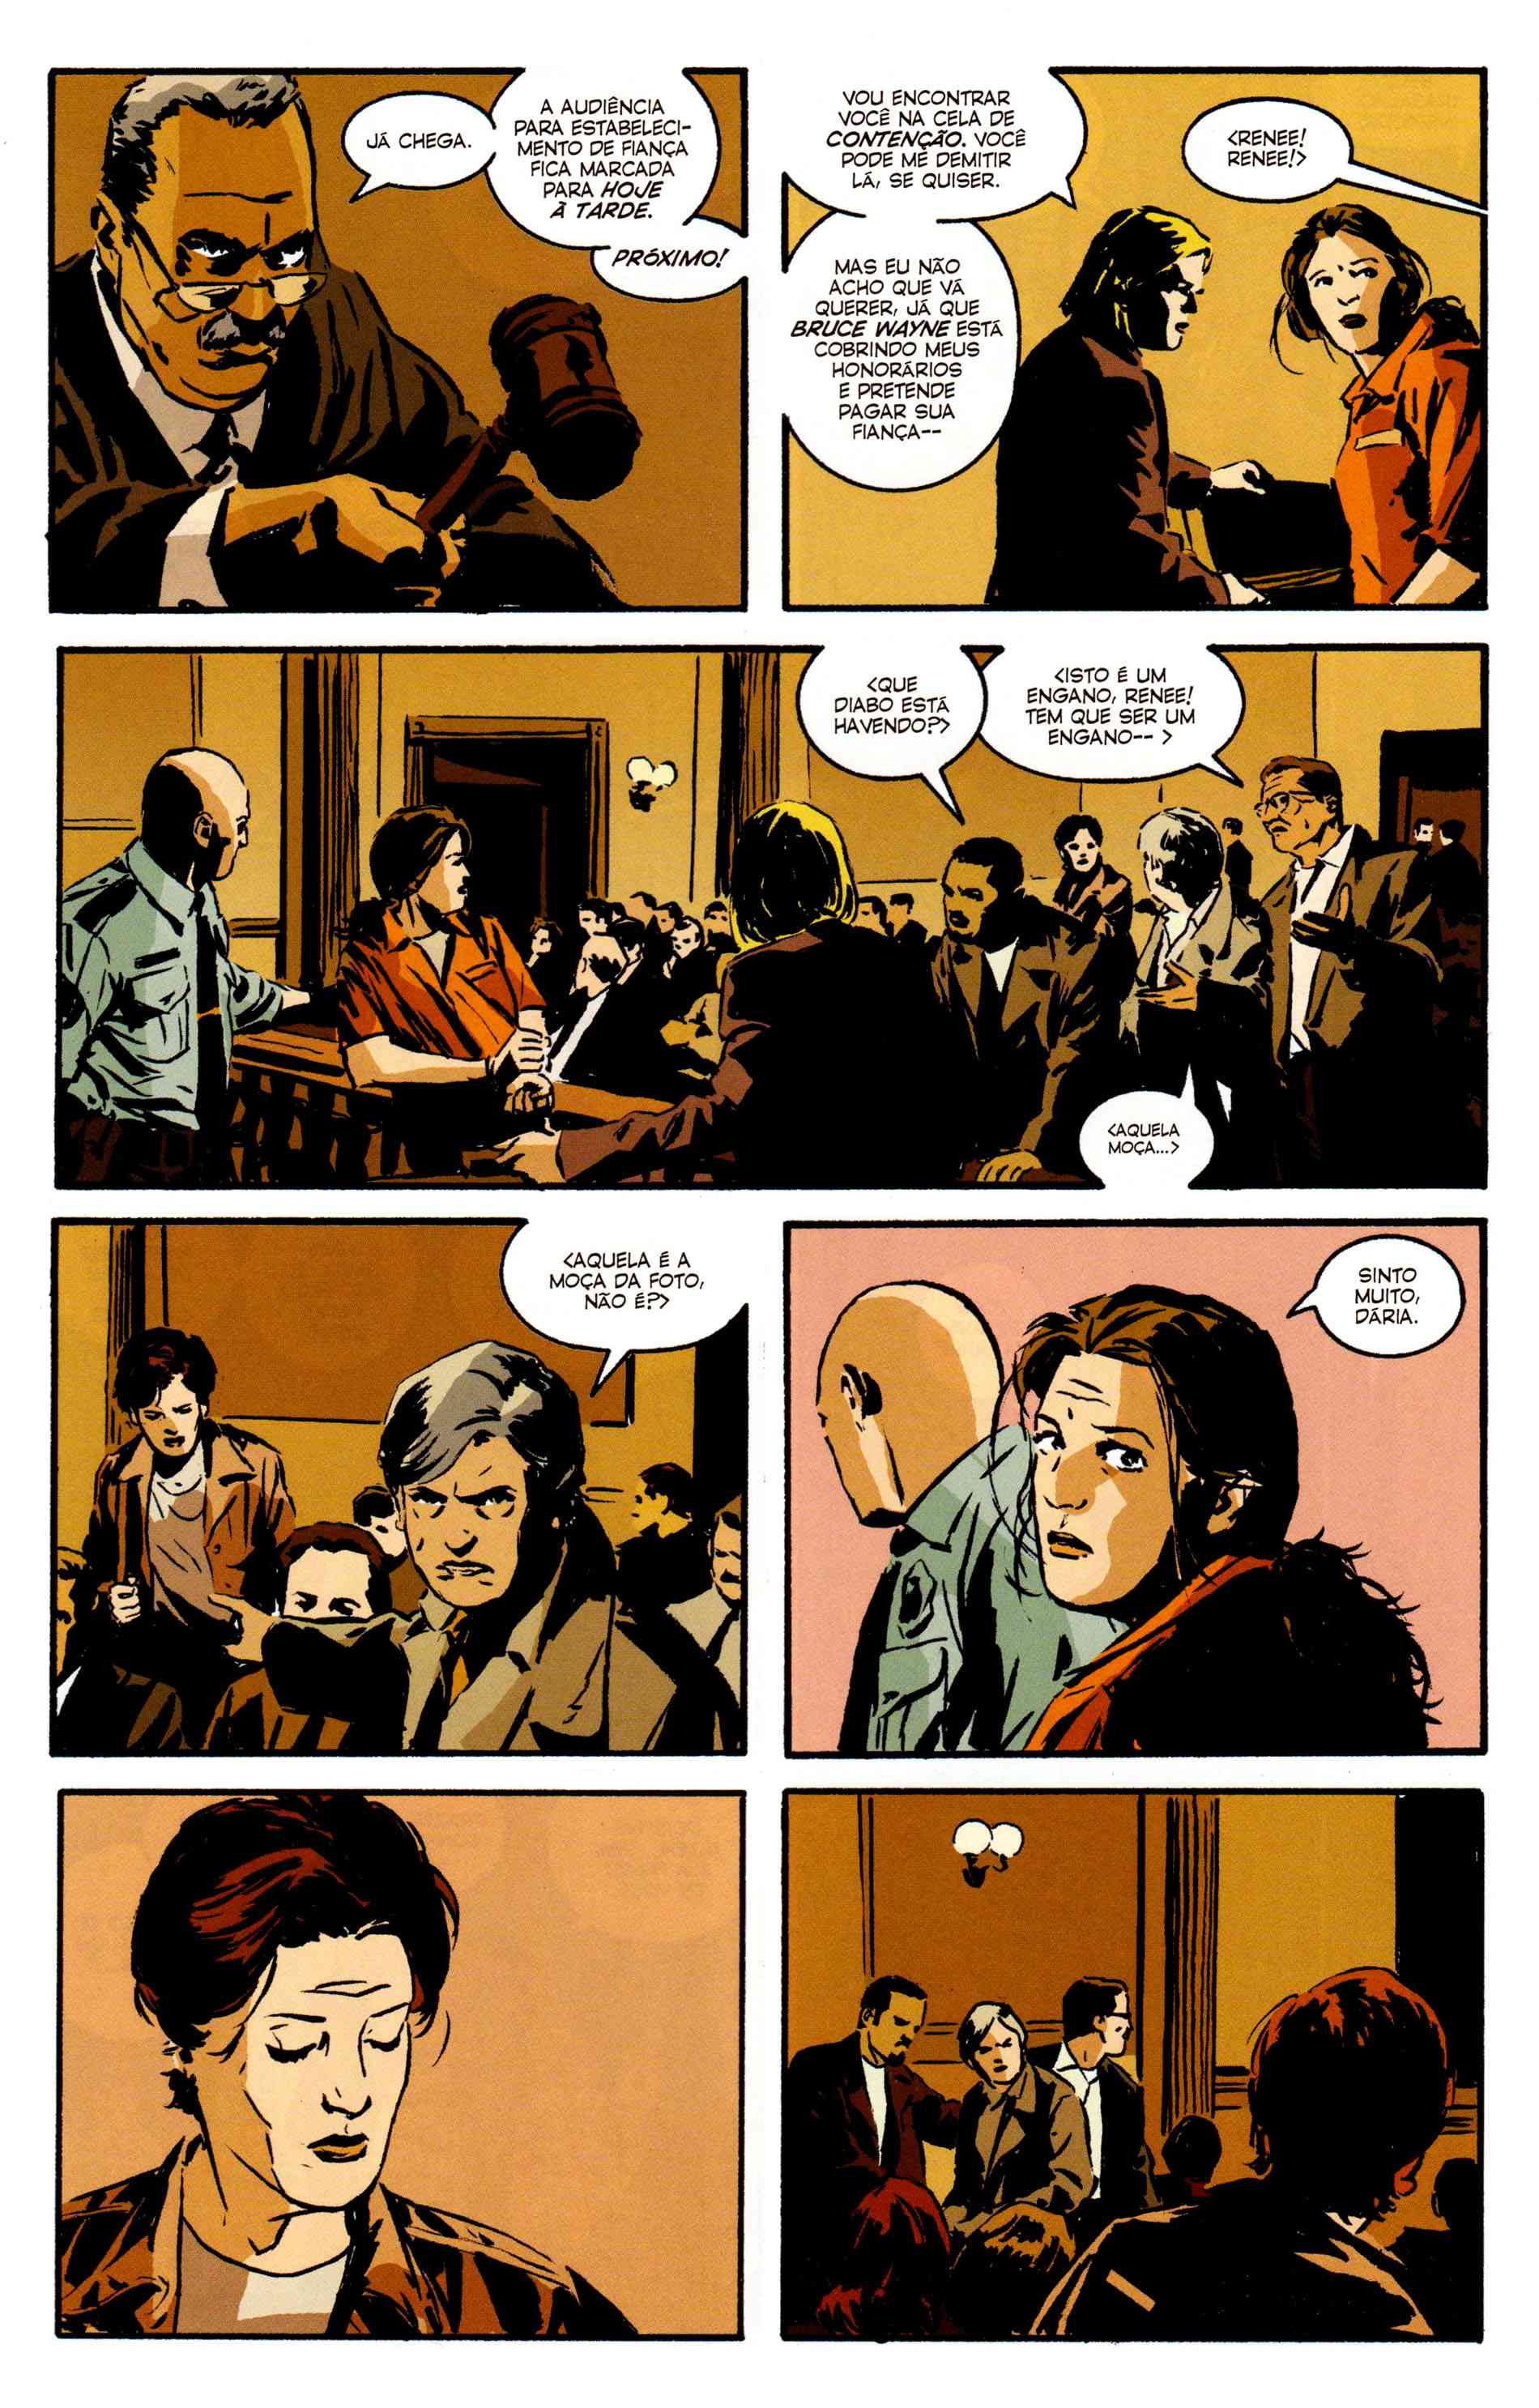 JÁ CHEGA.
A AUDIÊNCIA
PARA ESTABELECI-
MENTO DE FIANÇA
FICA MARCADA
PARA HOJE
À TARDE.
PRÓXIMO!
VOU ENCONTRAR
VOCÊ NA CELA DE
CONTENÇÃO. VOCÊ
PODE ME DEMITIR
LÁ, SE QUISER.
MAS EU NÃO
ACHO QUE VÁ
QUERER, JÁ QUE
BRUCE WAYNE ESTÁ
COBRINDO MEUS
HONORÁRIOS
E PRETENDE
PAGAR SUA
FIANÇA--
<RENEE!
RENEE!>
<QUE
DIABO ESTÁ
HAVENDO?>
<ISTO É UM
ENGANO, RENEE!
TEM QUE SER UM
ENGANO-- >
<AQUELA
MOÇA...>
<AQUELA É A
MOÇA DA FOTO,
NÃO É?>
SINTO
MUITO,
DÁRIA.